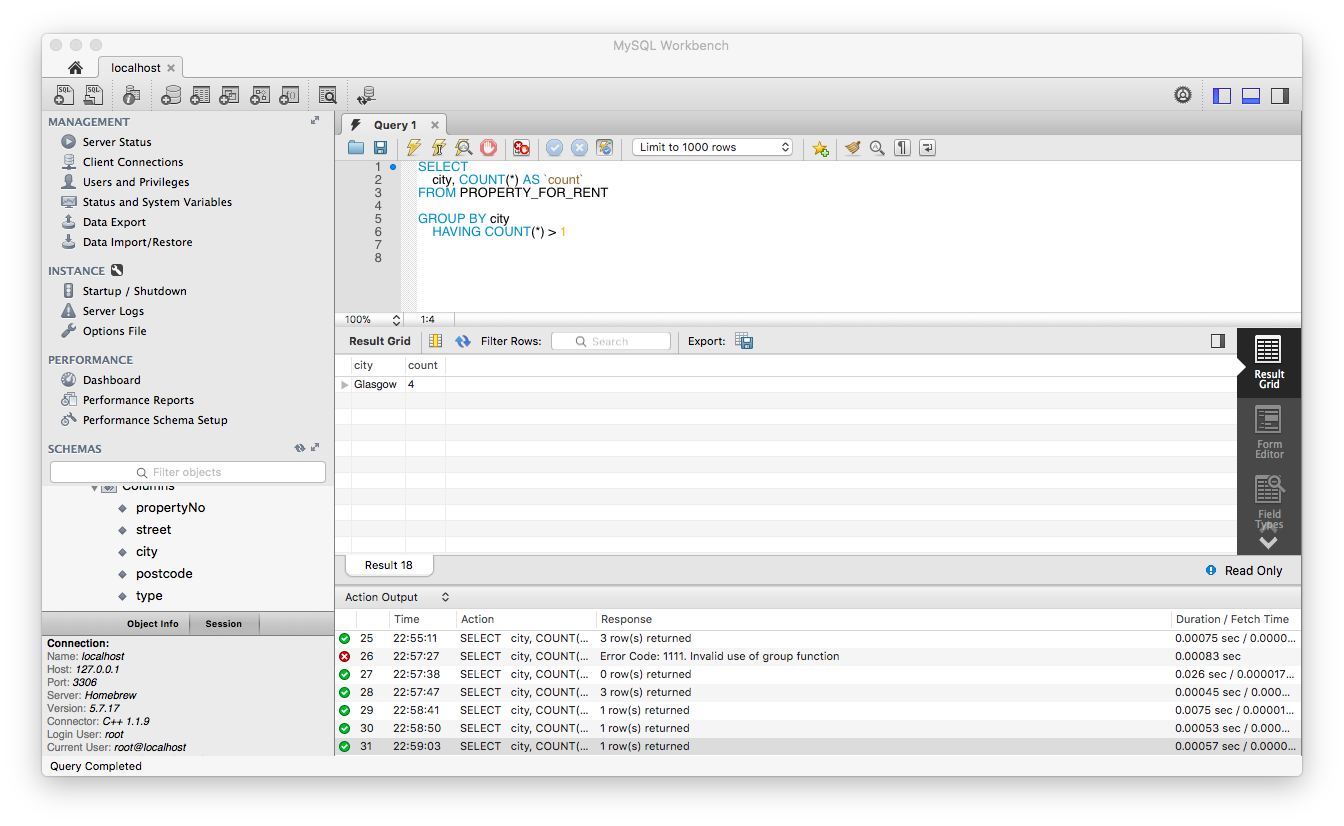 MySQL Workbench
localhost
MANAGEMENT
Server Status
Client Connections
Users and Privileges
Status and System Variables
Data Export
Data Import/Restore
INSTANCE
Startup / Shutdown
Server Logs
Options File
PERFORMANCE
Dashboard
Performance Reports
Performance Schema Setup
SCHEMAS
Filter objects
Columns
propertyNo
street
city
postcode
type
Object Info Session
Connection:
Name: localhost
Host: 127.0.0.1
Port: 3306
Server: Homebrew
Version: 5.7.17
Connector: C++ 1.1.9
Login User: root
Current User: root@localhost
Query Completed
Query 1
Limit to 1000 rows
1 SELECT
2 city, COUNT(*) AS `count`
3 FROM PROPERTY_FOR_RENT
4
5 GROUP BY city
6 HAVING COUNT(*) > 1
7
8
100% 1:4
Result Grid Filter Rows: Search Export:
city count
Glasgow 4
Result Grid
Form Editor
Field Types
Result 18
Read Only
Action Output
Time Action Response Duration / Fetch Time
25 22:55:11 SELECT city, COUNT(... 3 row(s) returned 0.00075 sec / 0.0000...
26 22:57:27 SELECT city, COUNT(... Error Code: 1111. Invalid use of group function 0.00083 sec
27 22:57:38 SELECT city, COUNT(... 0 row(s) returned 0.026 sec / 0.000017...
28 22:57:47 SELECT city, COUNT(... 3 row(s) returned 0.00045 sec / 0.000...
29 22:58:41 SELECT city, COUNT(... 1 row(s) returned 0.0075 sec / 0.00001...
30 22:58:50 SELECT city, COUNT(... 1 row(s) returned 0.00053 sec / 0.000...
31 22:59:03 SELECT city, COUNT(... 1 row(s) returned 0.00057 sec / 0.0000...